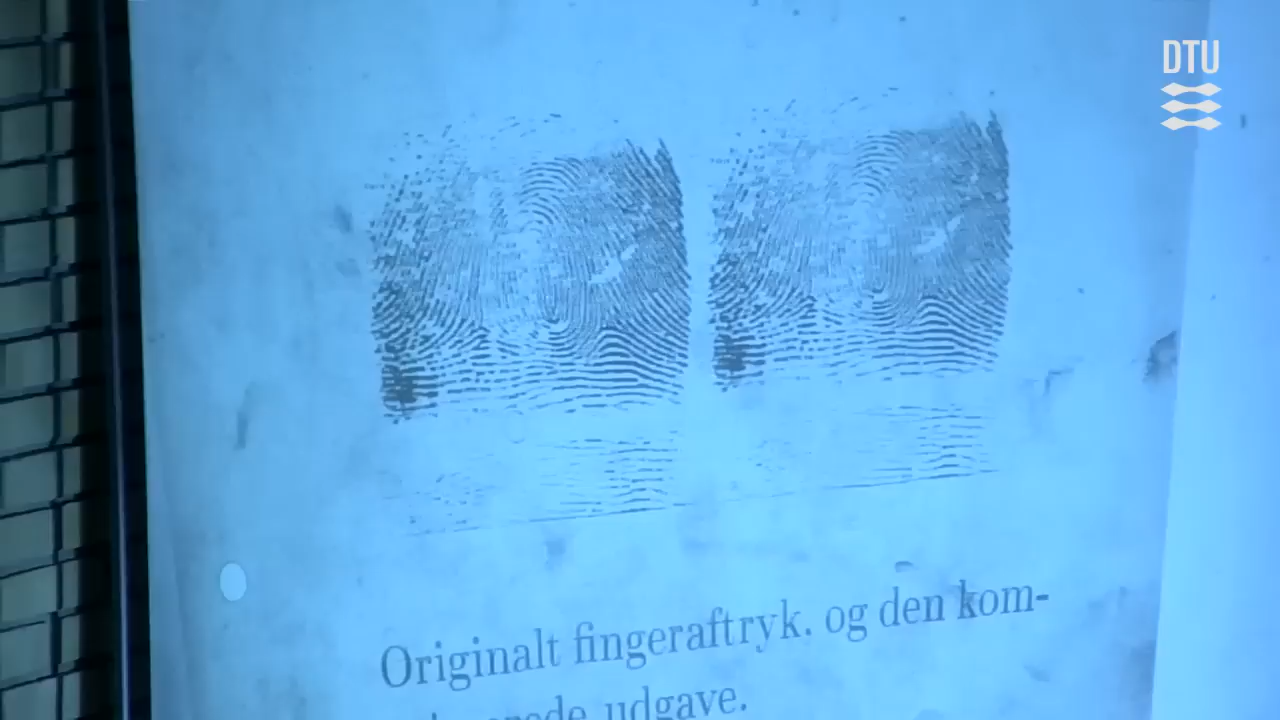 DTU
Originalt fingeraftryk. og den kom-
udgave.